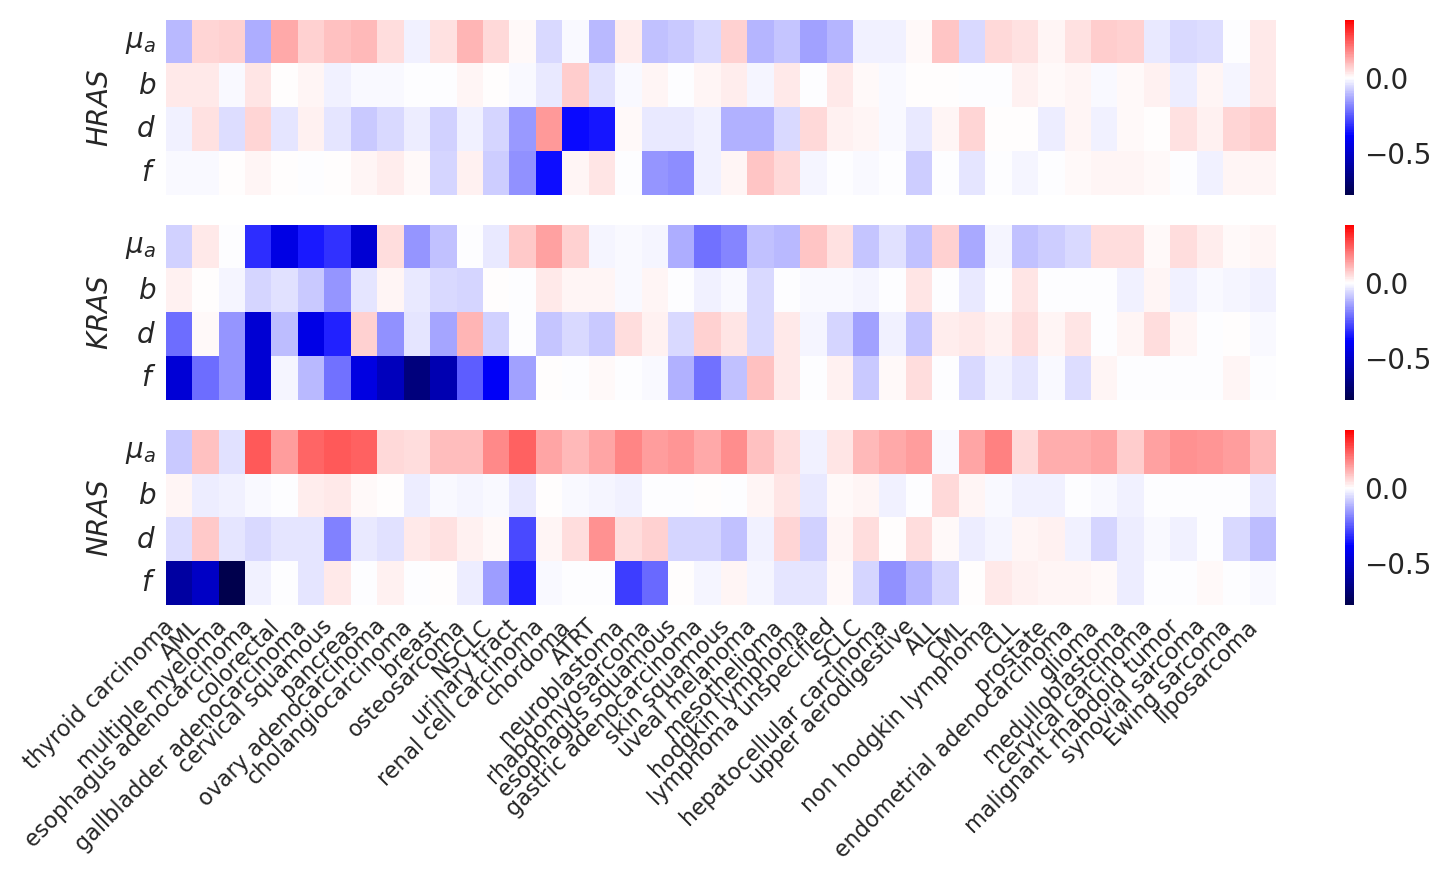 HRAS
μa
b
d
f
0.0
−0.5
KRAS
μa
b
d
f
0.0
−0.5
NRAS
μa
b
d
f
0.0
−0.5
thyroid carcinoma
AML
multiple myeloma
esophagus adenocarcinoma
colorectal
gallbladder adenocarcinoma
cervical squamous
pancreas
ovary adenocarcinoma
cholangiocarcinoma
breast
osteosarcoma
NSCLC
urinary tract
renal cell carcinoma
chordoma
ATRT
neuroblastoma
rhabdomyosarcoma
esophagus squamous
gastric adenocarcinoma
skin squamous
uveal melanoma
mesothelioma
hodgkin lymphoma
lymphoma unspecified
SCLC
hepatocellular carcinoma
upper aerodigestive
ALL
CML
non hodgkin lymphoma
CLL
prostate
endometrial adenocarcinoma
glioma
medulloblastoma
cervical carcinoma
malignant rhabdoid tumor
synovial sarcoma
Ewing sarcoma
liposarcoma